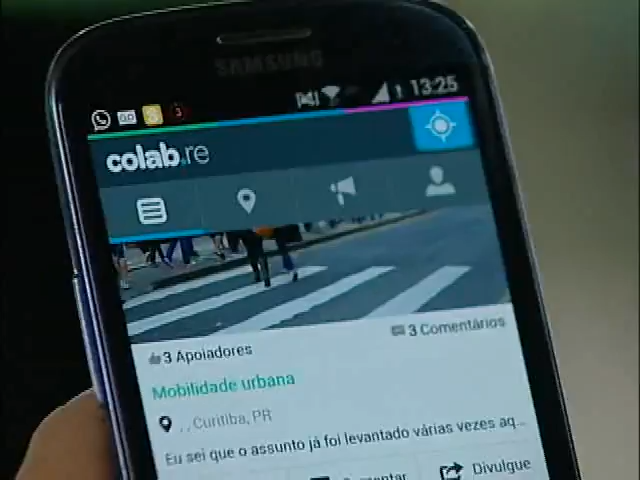 SAMSUNG
13:25
colab.re
3 Apoiadores
3 Comentários
Mobilidade urbana
. , Curitiba, PR
Eu sei que o assunto já foi levantado várias vezes aq...
Comentar
Divulgue